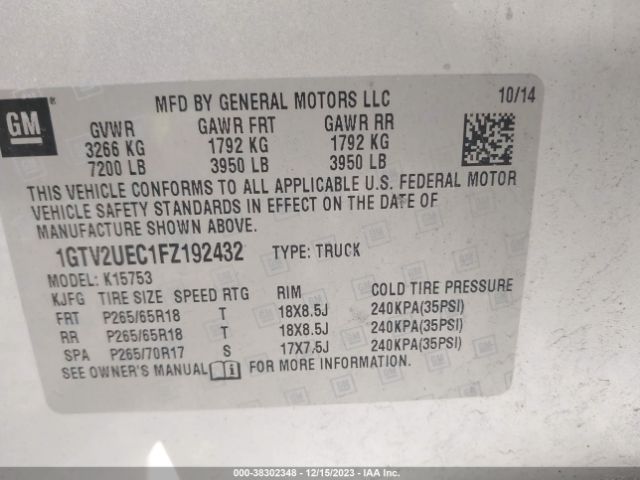 GM
®
MFD BY GENERAL MOTORS LLC 10/14
GVWR GAWR FRT GAWR RR
3266 KG 1792 KG 1792 KG
7200 LB 3950 LB 3950 LB
THIS VEHICLE CONFORMS TO ALL APPLICABLE U.S. FEDERAL MOTOR
VEHICLE SAFETY STANDARDS IN EFFECT ON THE DATE OF
MANUFACTURE SHOWN ABOVE.
1GTV2UEC1FZ192432 TYPE: TRUCK
MODEL: K15753
KJFG TIRE SIZE SPEED RTG RIM COLD TIRE PRESSURE
FRT P265/65R18 T 18X8.5J 240KPA(35PSI)
RR P265/65R18 T 18X8.5J 240KPA(35PSI)
SPA P265/70R17 S 17X7.5J 240KPA(35PSI)
SEE OWNER'S MANUAL FOR MORE INFORMATION.
000-38302348 - 12/15/2023 - IAA Inc.